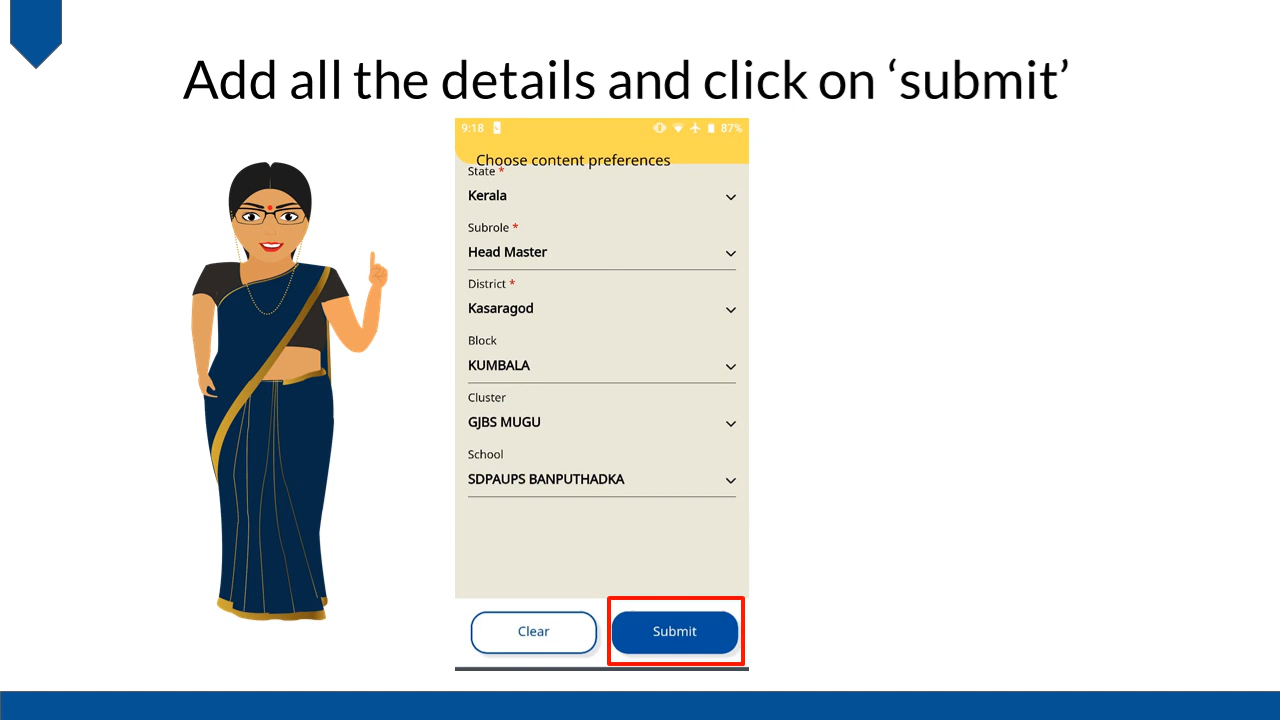 Add all the details and click on ‘submit’
9:18 87%
Choose content preferences
State *
Kerala
Subrole *
Head Master
District *
Kasaragod
Block
KUMBALA
Cluster
GJBS MUGU
School
SDPAUPS BANPUTHADKA
Clear Submit